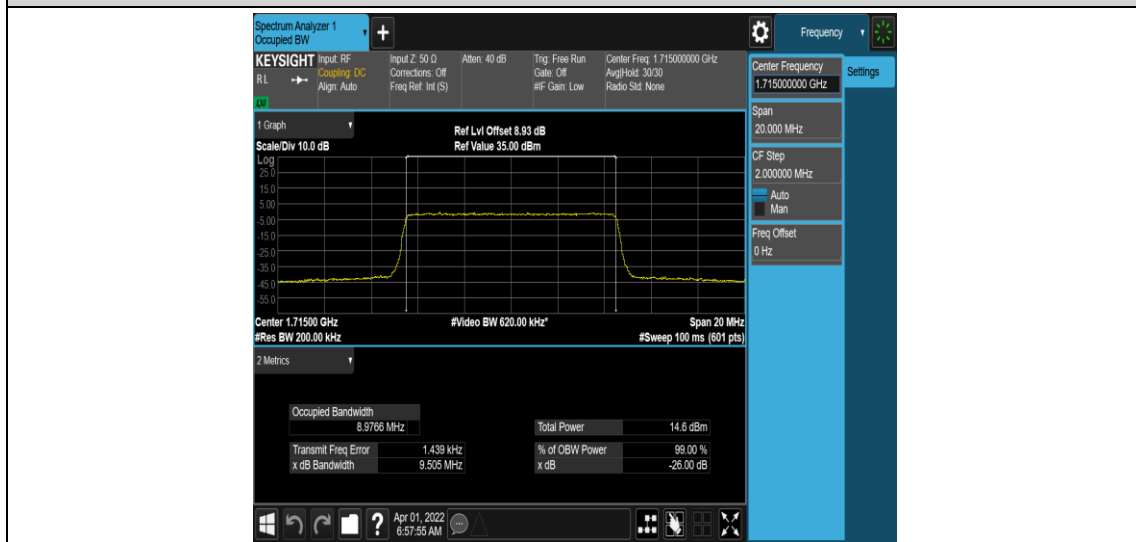 Spectrum Analyzer 1
Occupied BW
+
Frequency
KEYSIGHT
RL
LXI
Input: RF
Coupling: DC
Align: Auto
Input Z: 50 Ω
Corrections: Off
Freq Ref: Int (S)
Atten: 40 dB
Trig: Free Run
Gate: Off
#IF Gain: Low
Center Freq: 1.715000000 GHz
Avg|Hold: 30/30
Radio Std: None
Center Frequency
1.715000000 GHz
Settings
Span
20.000 MHz
CF Step
2.000000 MHz
Auto
Man
Freq Offset
0 Hz
1 Graph
Scale/Div 10.0 dB
Ref Lvl Offset 8.93 dB
Ref Value 35.00 dBm
Log
25.0
15.0
5.00
-5.00
-15.0
-25.0
-35.0
-45.0
-55.0
Center 1.71500 GHz
#Video BW 620.00 kHz*
Span 20 MHz
#Res BW 200.00 kHz
#Sweep 100 ms (601 pts)
2 Metrics
Occupied Bandwidth
8.9766 MHz
Total Power 14.6 dBm
Transmit Freq Error 1.439 kHz
% of OBW Power 99.00 %
x dB Bandwidth 9.505 MHz
x dB -26.00 dB
?
Apr 01, 2022
6:57:55 AM